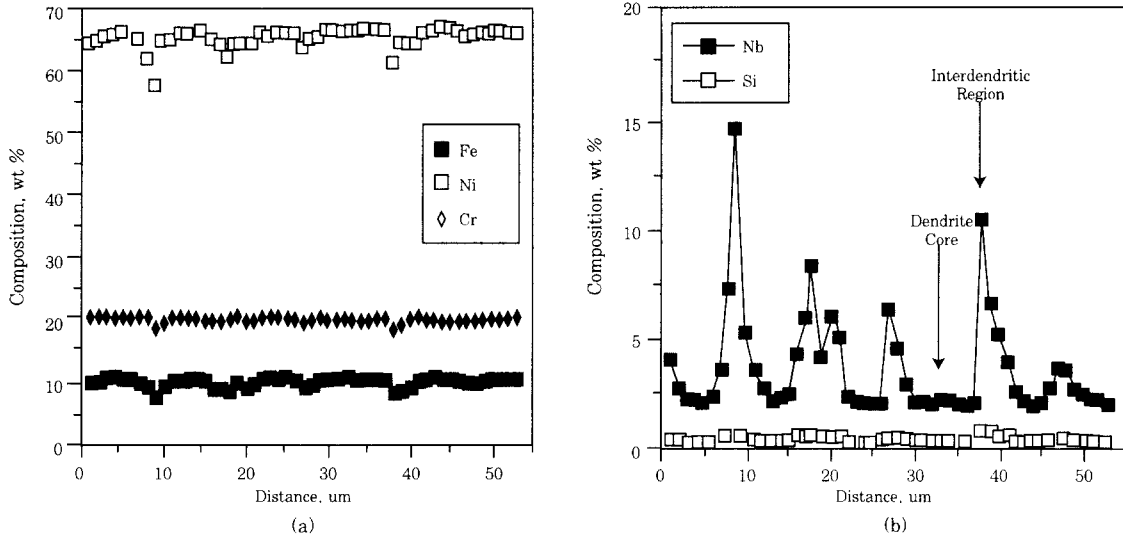 70
60
50
40
30
20
10
0
Composition, wt %
Fe
Ni
Cr
0
10
20
30
40
50
Distance, um
(a)
20
15
10
5
0
Composition, wt %
Nb
Si
Interdendritic
Region
Dendrite
Core
0
10
20
30
40
50
Distance, um
(b)